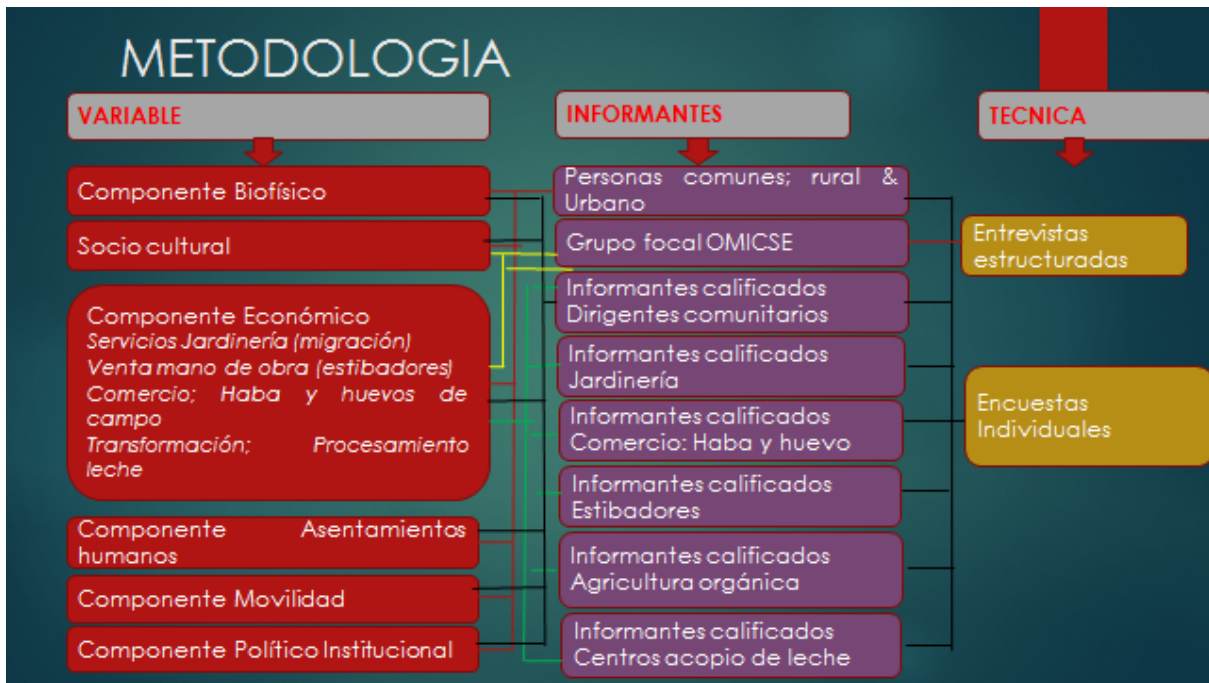 METODOLOGIA
VARIABLE
INFORMANTES
TECNICA
Componente Biofísico
Socio cultural
Componente Económico
Servicios Jardinería (migración)
Venta mano de obra (estibadores)
Comercio; Haba y huevos de
campo
Transformación; Procesamiento
leche
Componente Asentamientos
humanos
Componente Movilidad
Componente Político Institucional
Personas comunes; rural &
Urbano
Grupo focal OMICSE
Informantes calificados
Dirigentes comunitarios
Informantes calificados
Jardinería
Informantes calificados
Comercio: Haba y huevo
Informantes calificados
Estibadores
Informantes calificados
Agricultura orgánica
Informantes calificados
Centros acopio de leche
Entrevistas
estructuradas
Encuestas
Individuales